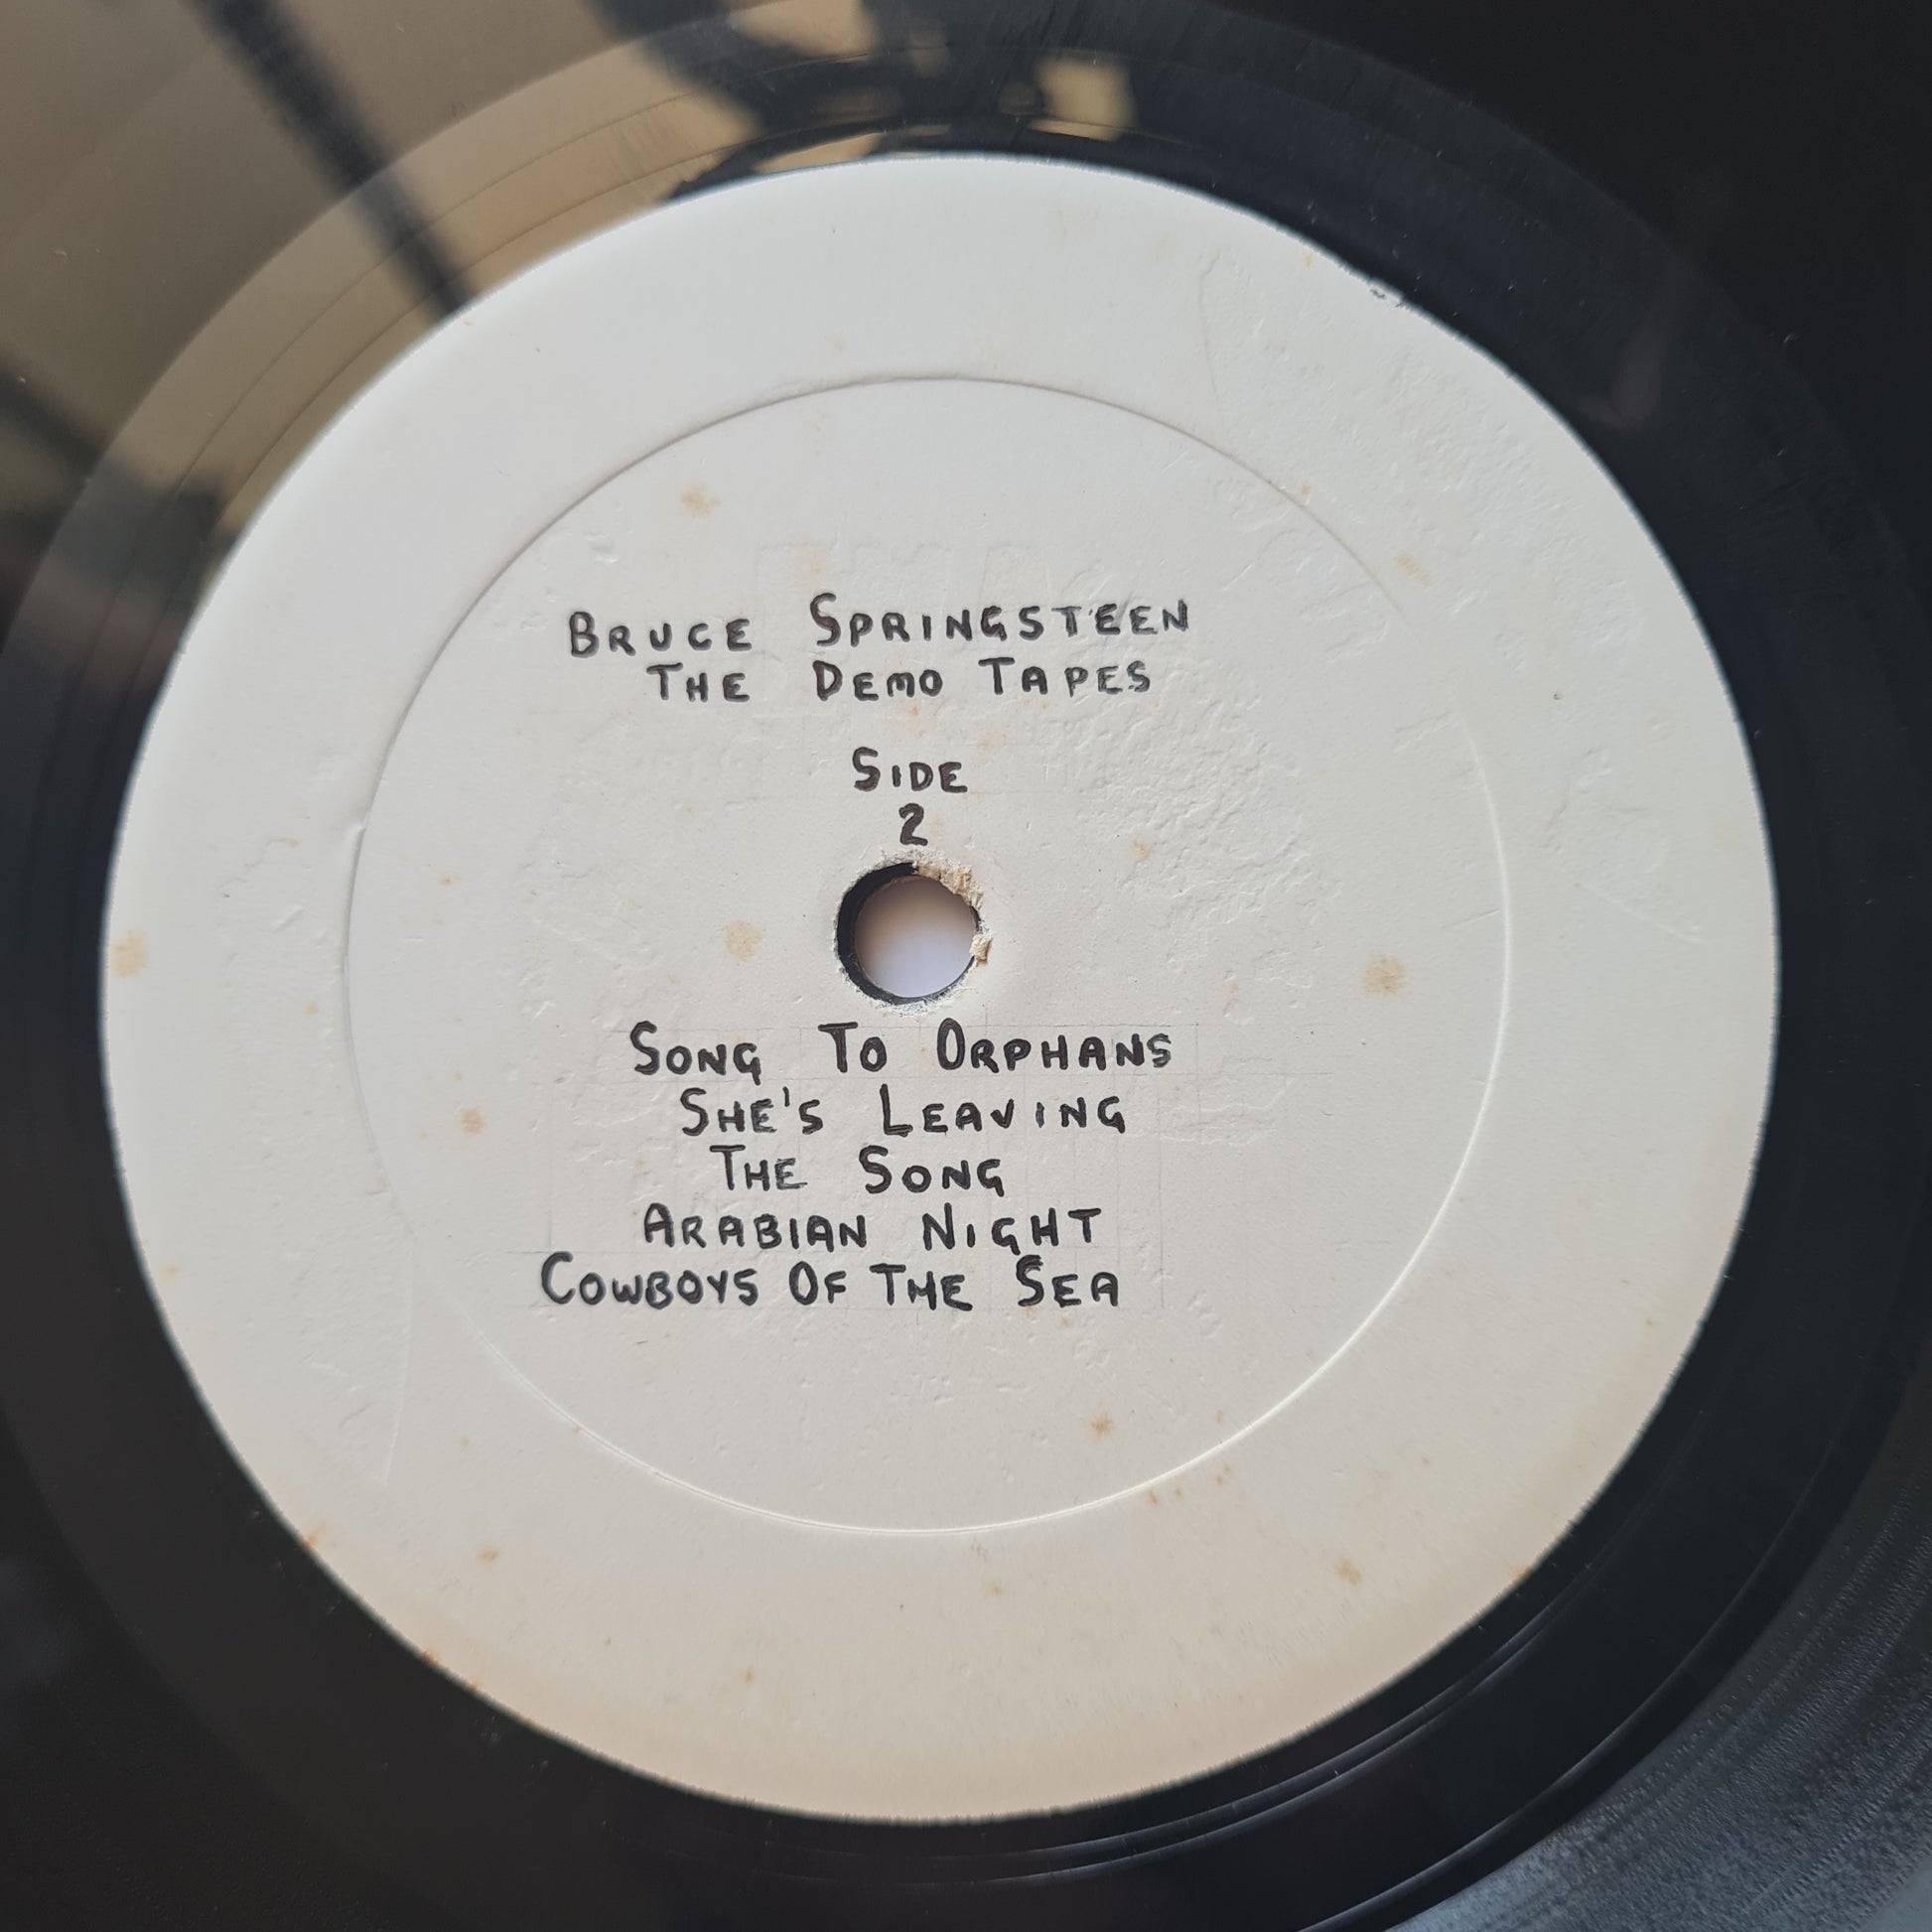 Bruce Springsteen
The Demo Tapes
Side
2
Song To Orphans
She's Leaving
The Song
Arabian Night
Cowboys Of The Sea